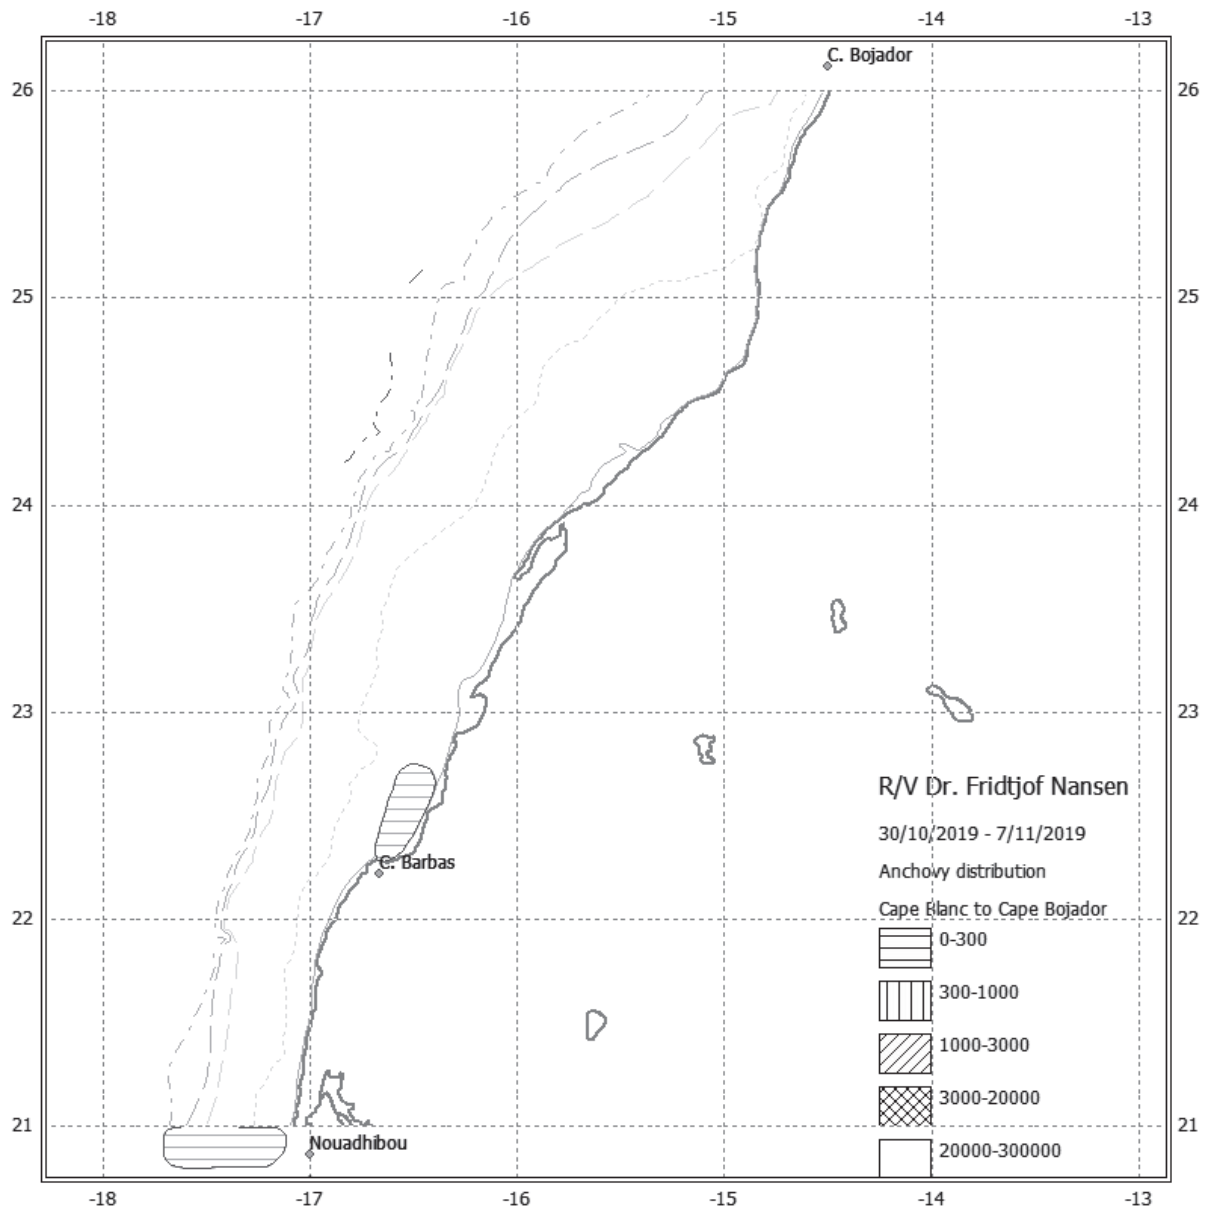 -18 -17 -16 -15 -14 -13
C. Bojador
26 26
25 25
24 24
23 23
R/V Dr. Fridtjof Nansen
30/10/2019 - 7/11/2019
C. Barbas
Anchovy distribution
Cape Blanc to Cape Bojador
22 22
0-300
300-1000
1000-3000
3000-20000
21 21
Nouadhibou
20000-300000
-18 -17 -16 -15 -14 -13